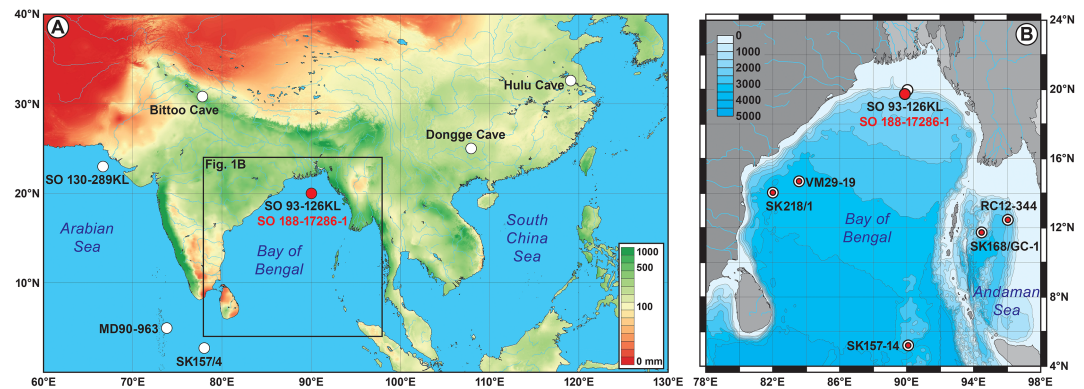 A
40°N
30°N
20°N
10°N
60°E
70°E
80°E
90°E
100°E
110°E
120°E
130°E
Bittoo Cave
Hulu Cave
Dongge Cave
SO 130-289KL
Fig. 1B
SO 93-126KL
SO 188-17286-1
Arabian
Sea
Bay of
Bengal
South
China
Sea
MD90-963
SK157/4
1000
500
100
0 mm
B
0
1000
2000
3000
4000
5000
24°N
20°N
16°N
12°N
8°N
4°N
SO 93-126KL
SO 188-17286-1
VM29-19
SK218/1
RC12-344
SK168/GC-1
Bay of
Bengal
Andaman
Sea
SK157-14
78°E
82°E
86°E
90°E
94°E
98°E